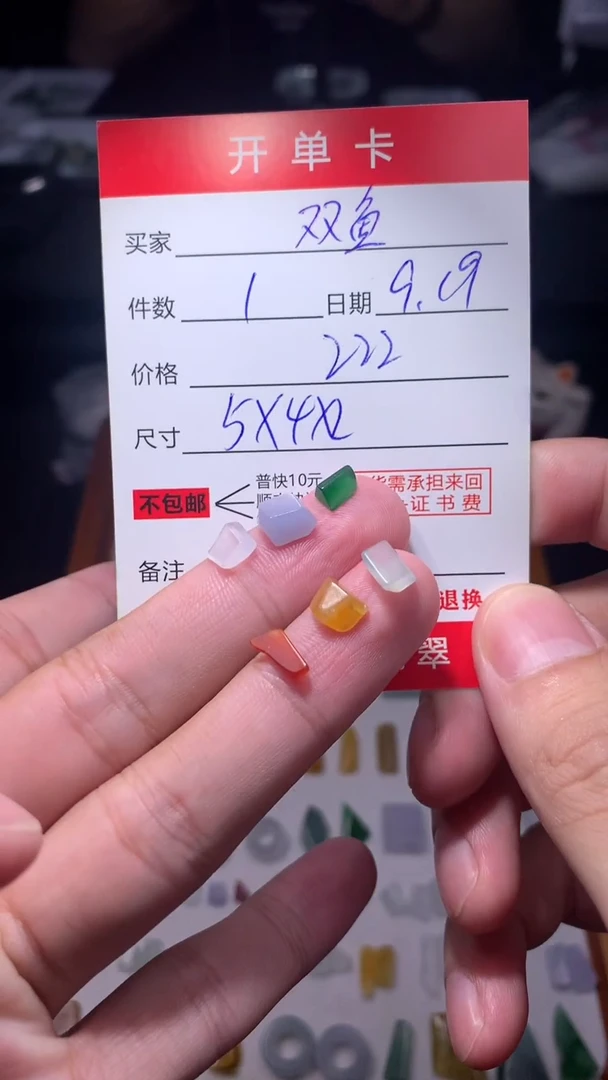 开单卡
买家 双鱼
件数 1 日期 9.19
价格 222
尺寸 5X4X2
不包邮 普快10元
货需承担来回
证书费
备注
退换
翠